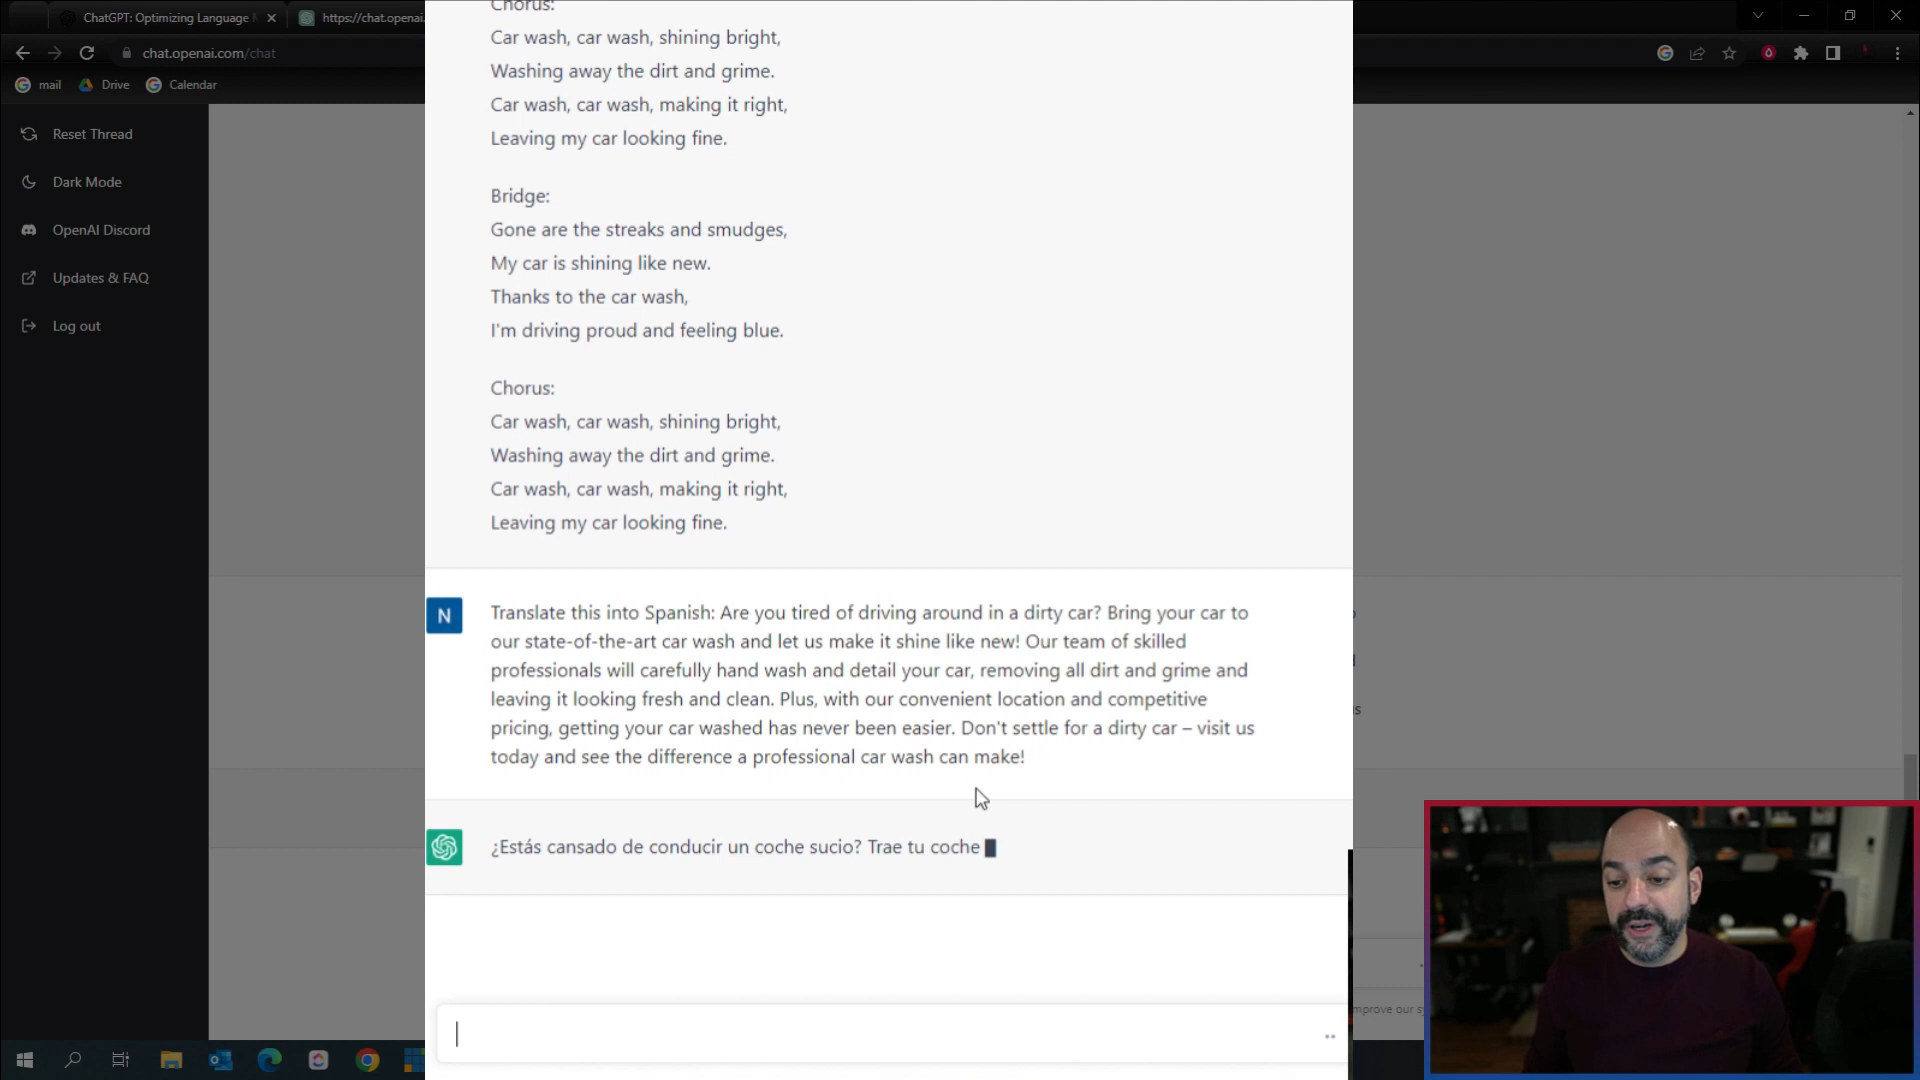 ChatGPT: Optimizing Language
https://chat.openai.
chat.openai.com/chat
mail
Drive
Calendar
Reset Thread
Dark Mode
OpenAI Discord
Updates & FAQ
Log out
Chorus:
Car wash, car wash, shining bright,
Washing away the dirt and grime.
Car wash, car wash, making it right,
Leaving my car looking fine.
Bridge:
Gone are the streaks and smudges,
My car is shining like new.
Thanks to the car wash,
I'm driving proud and feeling blue.
Chorus:
Car wash, car wash, shining bright,
Washing away the dirt and grime.
Car wash, car wash, making it right,
Leaving my car looking fine.
N
Translate this into Spanish: Are you tired of driving around in a dirty car? Bring your car to
our state-of-the-art car wash and let us make it shine like new! Our team of skilled
professionals will carefully hand wash and detail your car, removing all dirt and grime and
leaving it looking fresh and clean. Plus, with our convenient location and competitive
pricing, getting your car washed has never been easier. Don't settle for a dirty car – visit us
today and see the difference a professional car wash can make!
¿Estás cansado de conducir un coche sucio? Trae tu coche
mprove our s